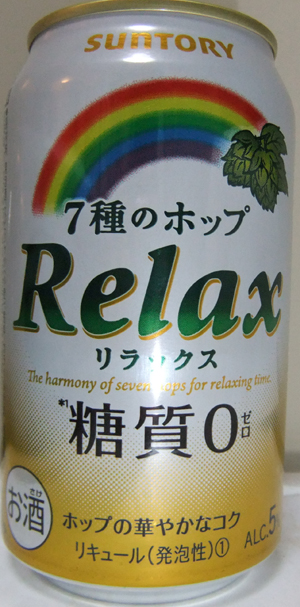 SUNTORY
7種のホップ
Relax
リラックス
The harmony of seven hops for relaxing time.
*1 糖質0 ゼロ
お酒 さけ
ホップの華やかなコク
リキュール(発泡性)①
ALC.5